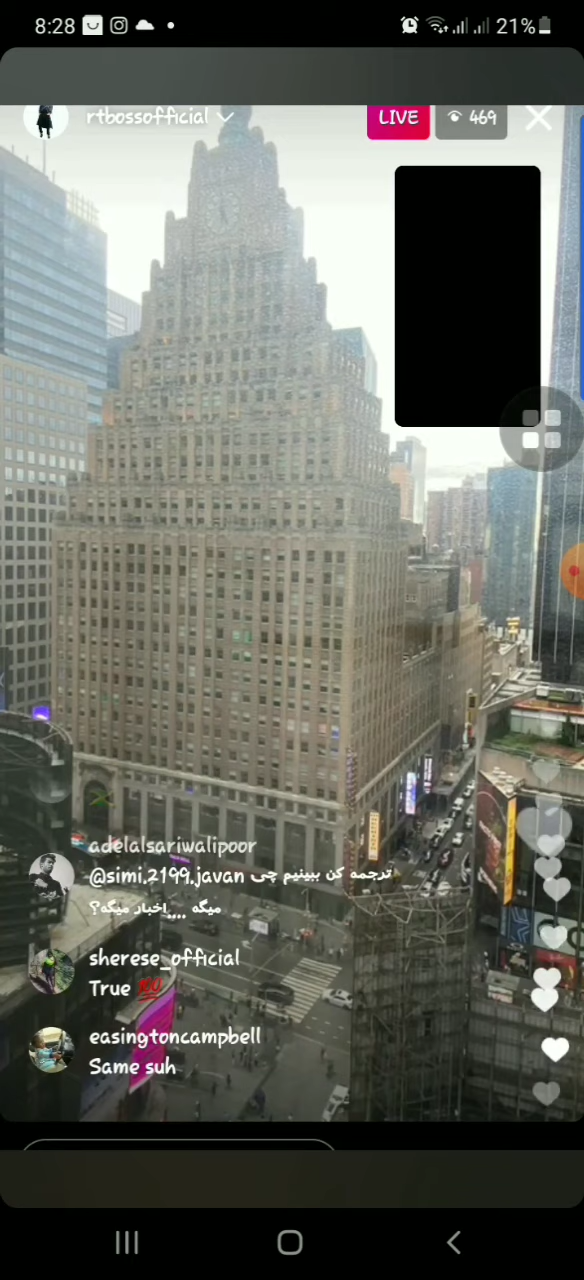 8:28
21%
rtbossofficial
LIVE
469
adelalsariwalipoor
@simi.2199.javan ترجمه کن ببینیم چی
میگه ....اخبار میگه؟
sherese_official
True 💯
easingtoncampbell
Same suh